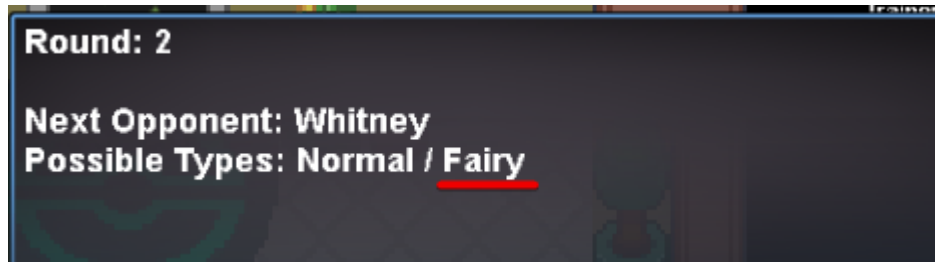 Round: 2
Next Opponent: Whitney
Possible Types: Normal / Fairy